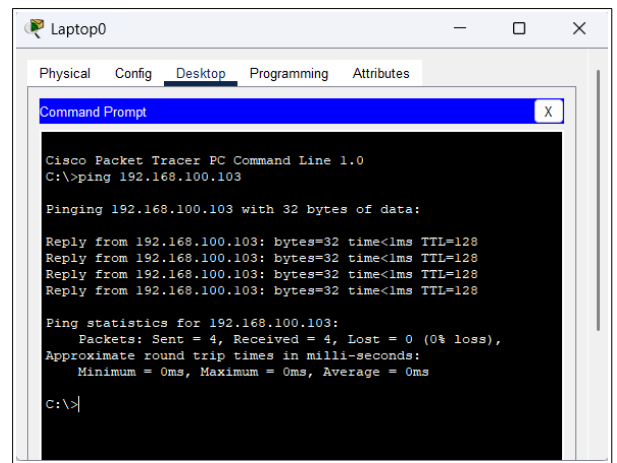 Laptop0
Physical Config Desktop Programming Attributes
Command Prompt X
Cisco Packet Tracer PC Command Line 1.0
C:\>ping 192.168.100.103
Pinging 192.168.100.103 with 32 bytes of data:
Reply from 192.168.100.103: bytes=32 time<1ms TTL=128
Reply from 192.168.100.103: bytes=32 time<1ms TTL=128
Reply from 192.168.100.103: bytes=32 time<1ms TTL=128
Reply from 192.168.100.103: bytes=32 time<1ms TTL=128
Ping statistics for 192.168.100.103:
Packets: Sent = 4, Received = 4, Lost = 0 (0% loss),
Approximate round trip times in milli-seconds:
Minimum = 0ms, Maximum = 0ms, Average = 0ms
C:\>